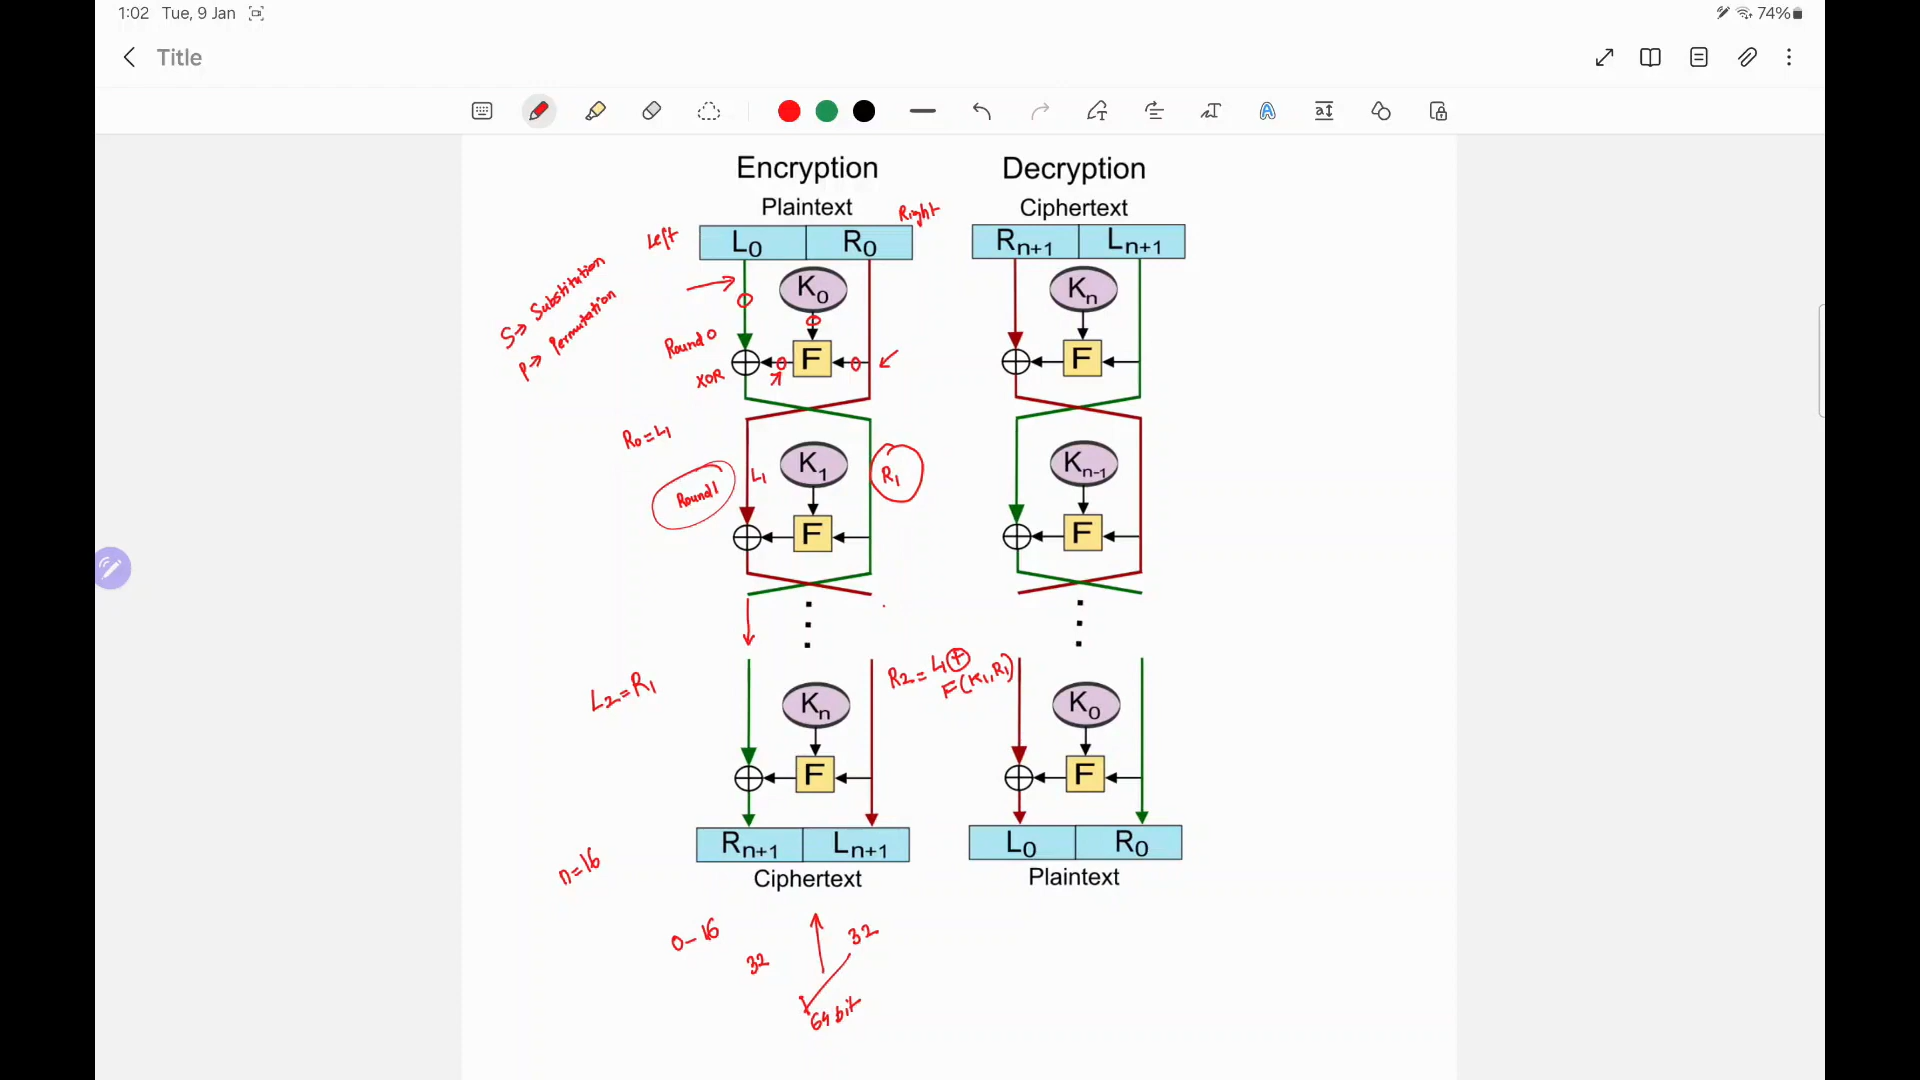 1:02 Tue, 9 Jan
74%
Title
Encryption
Plaintext
Left
Right
L0 R0
K0
S→ Substitution
P→ Permutation
Round 0
F
XOR
R0=L1
Round 1
L1
K1
R1
F
L2=R1
R2 = L1⊕
F(K1,R1)
Kn
F
Rn+1 Ln+1
Ciphertext
n=16
0-16
32
32
64 bit
Decryption
Ciphertext
Rn+1 Ln+1
Kn
F
Kn-1
F
K0
F
L0 R0
Plaintext